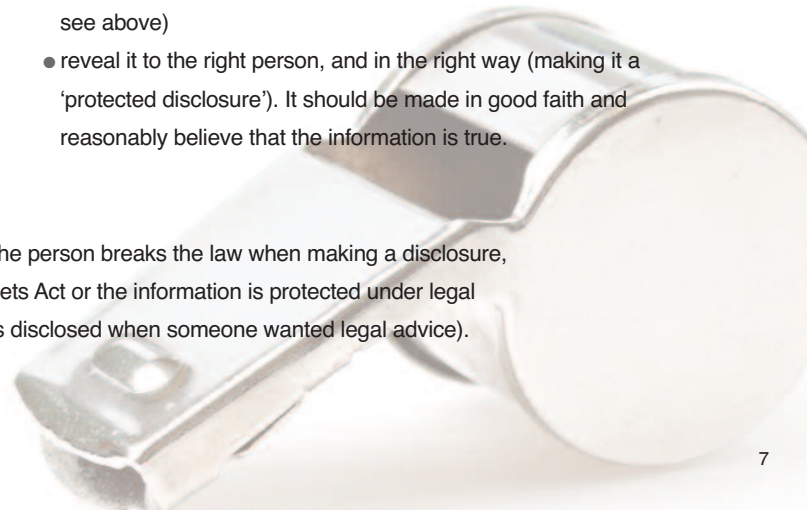 see above)
● reveal it to the right person, and in the right way (making it a
‘protected disclosure’). It should be made in good faith and
reasonably believe that the information is true.
he person breaks the law when making a disclosure,
ets Act or the information is protected under legal
s disclosed when someone wanted legal advice).
7